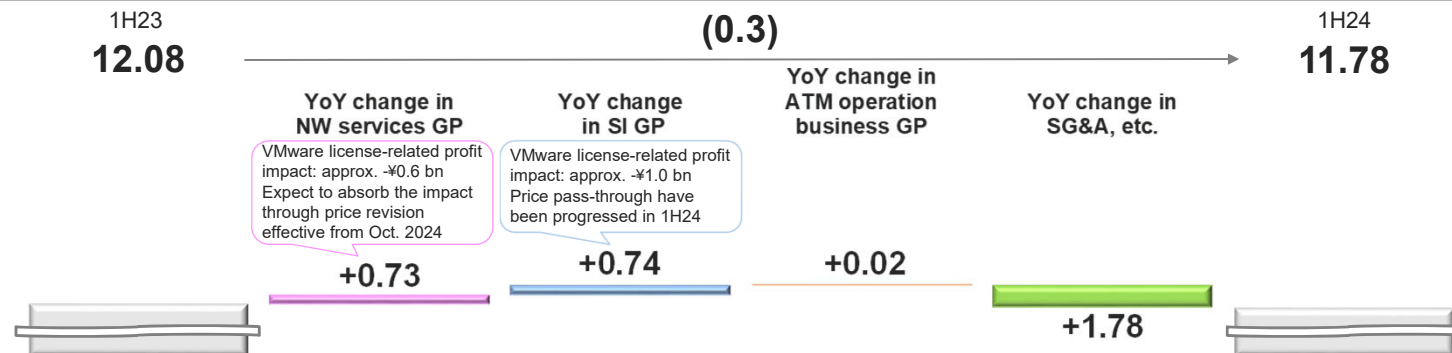 1H23
12.08
(0.3)
1H24
11.78
YoY change in
NW services GP
YoY change
in SI GP
YoY change in
ATM operation
business GP
YoY change in
SG&A, etc.
VMware license-related profit
impact: approx. -¥0.6 bn
Expect to absorb the impact
through price revision
effective from Oct. 2024
VMware license-related profit
impact: approx. -¥1.0 bn
Price pass-through have
been progressed in 1H24
+0.73
+0.74
+0.02
+1.78